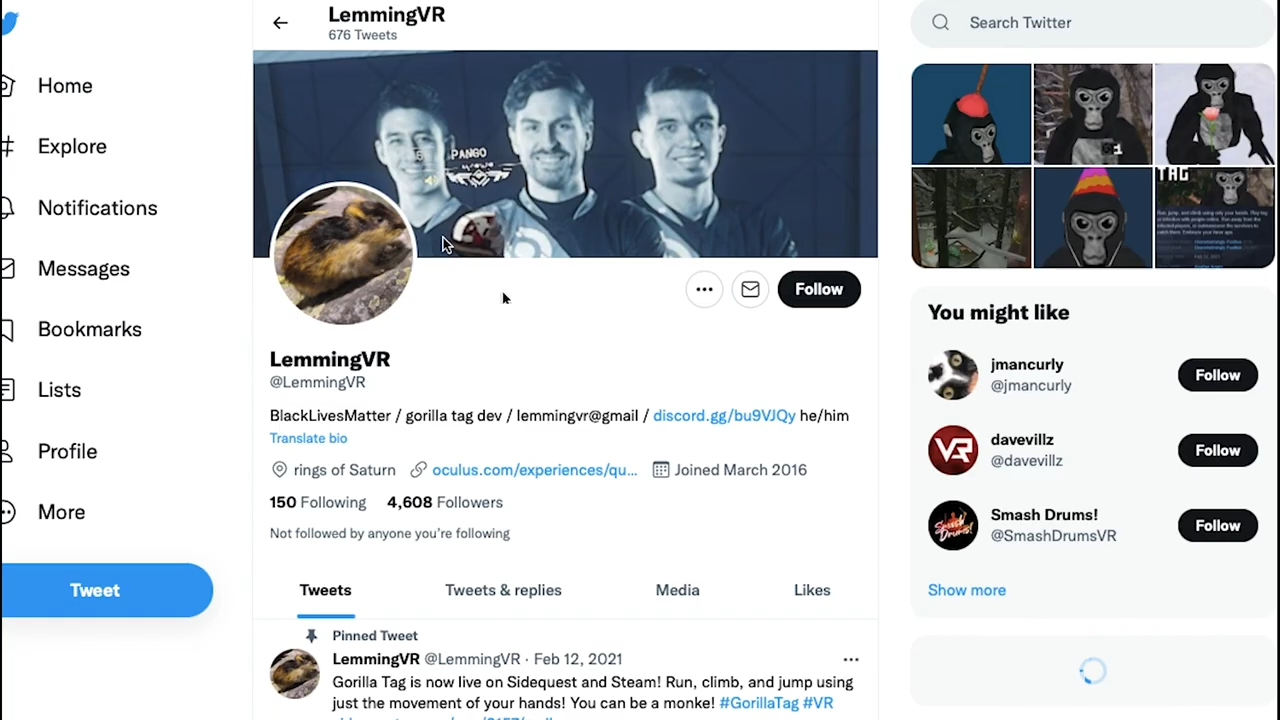 LemmingVR
676 Tweets
Search Twitter
Home
Explore
Notifications
Messages
Bookmarks
Lists
Profile
More
Tweet
PANGO
Follow
LemmingVR
@LemmingVR
BlackLivesMatter / gorilla tag dev / lemmingvr@gmail / discord.gg/bu9VJQy he/him
Translate bio
rings of Saturn oculus.com/experiences/qu... Joined March 2016
150 Following 4,608 Followers
Not followed by anyone you're following
Tweets Tweets & replies Media Likes
Pinned Tweet
LemmingVR @LemmingVR · Feb 12, 2021
Gorilla Tag is now live on Sidequest and Steam! Run, climb, and jump using
just the movement of your hands! You can be a monke! #GorillaTag #VR
TAG
You might like
jmancurly
@jmancurly
Follow
VR
davevillz
@davevillz
Follow
Smash Drums!
Smash Drums!
@SmashDrumsVR
Follow
Show more